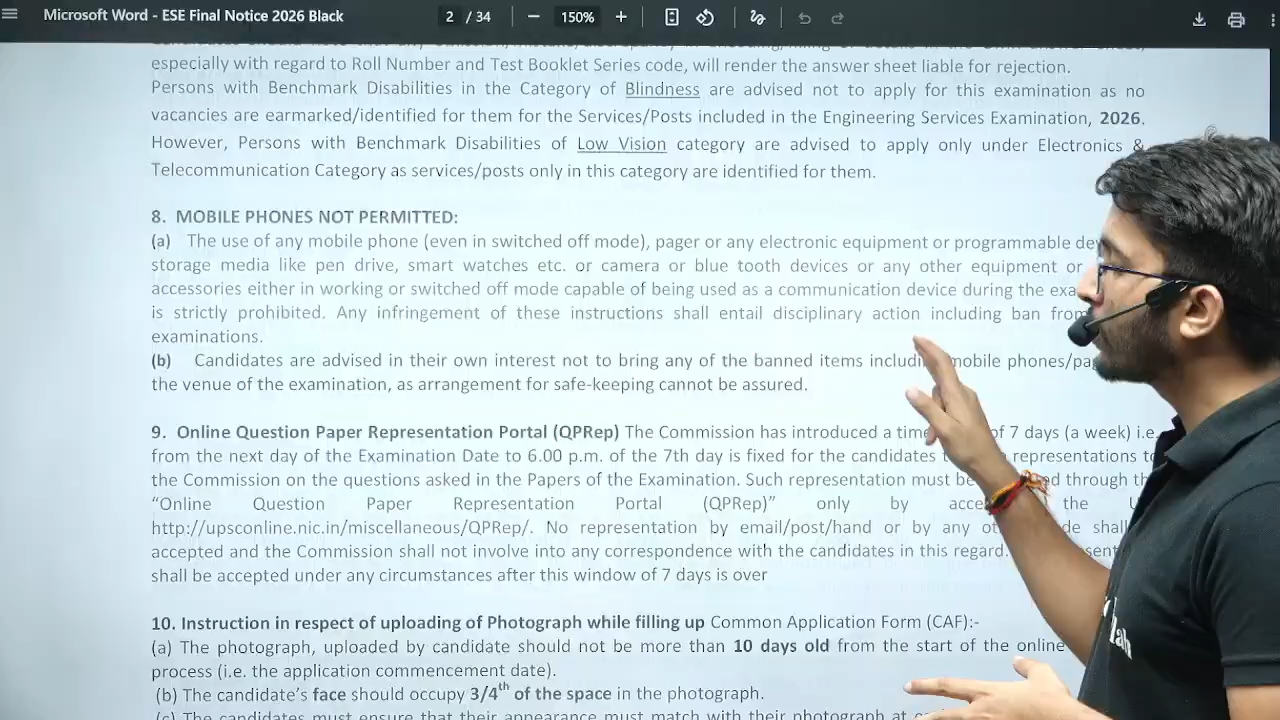 Microsoft Word - ESE Final Notice 2026 Black
2 / 34
150%
especially with regard to Roll Number and Test Booklet Series code, will render the answer sheet liable for rejection.
Persons with Benchmark Disabilities in the Category of Blindness are advised not to apply for this examination as no
vacancies are earmarked/identified for them for the Services/Posts included in the Engineering Services Examination, 2026.
However, Persons with Benchmark Disabilities of Low Vision category are advised to apply only under Electronics &
Telecommunication Category as services/posts only in this category are identified for them.
8. MOBILE PHONES NOT PERMITTED:
(a) The use of any mobile phone (even in switched off mode), pager or any electronic equipment or programmable
storage media like pen drive, smart watches etc. or camera or blue tooth devices or any other equipment or
accessories either in working or switched off mode capable of being used as a communication device during the
is strictly prohibited. Any infringement of these instructions shall entail disciplinary action including ban from
examinations.
(b) Candidates are advised in their own interest not to bring any of the banned items mobile
the venue of the examination, as arrangement for safe-keeping cannot be assured.
9. Online Question Paper Representation Portal (QPRep) The Commission has introduced a of 7 days (a week) i.e.
from the next day of the Examination Date to 6.00 p.m. of the 7th day is fixed for the candidates representations
the Commission on the questions asked in the Papers of the Examination. Such representation must be through
"Online Question Paper Representation Portal (QPRep)" only by the
http://upsconline.nic.in/miscellaneous/QPRep/. No representation by email/post/hand or by any
accepted and the Commission shall not involve into any correspondence with the candidates in this regard.
shall be accepted under any circumstances after this window of 7 days is over
10. Instruction in respect of uploading of Photograph while filling up Common Application Form (CAF):-
(a) The photograph, uploaded by candidate should not be more than 10 days old from the start of the online
process (i.e. the application commencement date).
(b) The candidate's face should occupy 3/4th of the space in the photograph.
(c) The candidates must ensure that their appearance must match with their photograph at